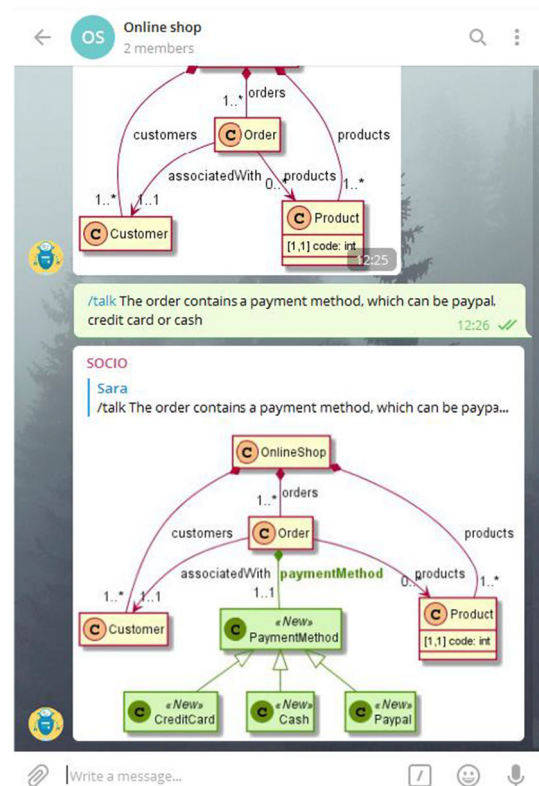 Online shop
OS
2 members
orders
1..*
C Order
customers
products
associatedWith
0..*
products
1..*
1..1
1..*
C Product
C Customer
[1,1] code: int
12:25
/talk The order contains a payment method, which can be paypal,
credit card or cash
12:26
SOCIO
Sara
/talk The order contains a payment method, which can be paypa...
C OnlineShop
orders
1..*
customers
C Order
products
associatedWith
paymentMethod
0..*
products
1..*
1..1
1..1
1..*
«New»
C Product
C Customer
C PaymentMethod
[1,1] code: int
«New»
«New»
«New»
C CreditCard
C Cash
C Paypal
Write a message...
/